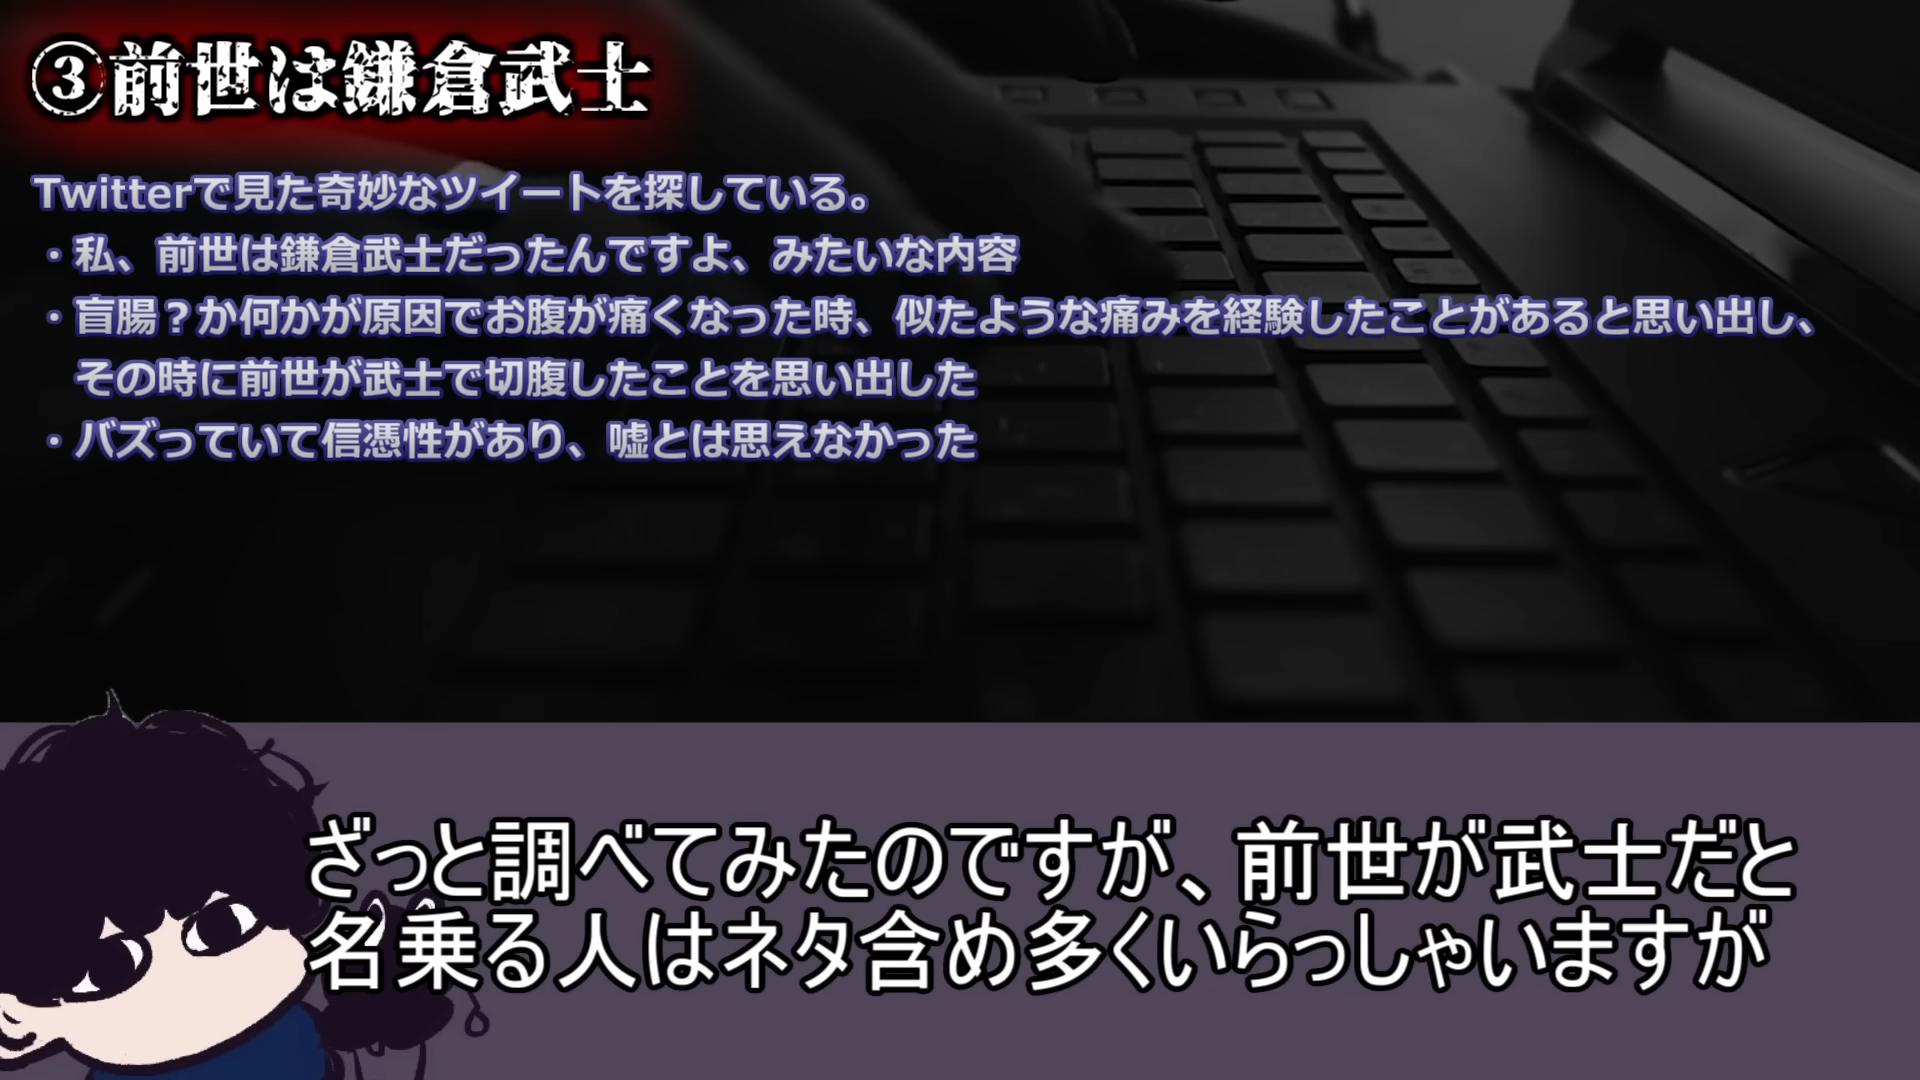 ③前世は鎌倉武士
Twitterで見た奇妙なツイートを探している。
・私、前世は鎌倉武士だったんですよ、みたいな内容
・盲腸？か何かが原因でお腹が痛くなった時、似たような痛みを経験したことがあると思い出し、
その時に前世が武士で切腹したことを思い出した
・バズっていて信憑性があり、嘘とは思えなかった
ざっと調べてみたのですが、前世が武士だと
名乗る人はネタ含め多くいらっしゃいますが